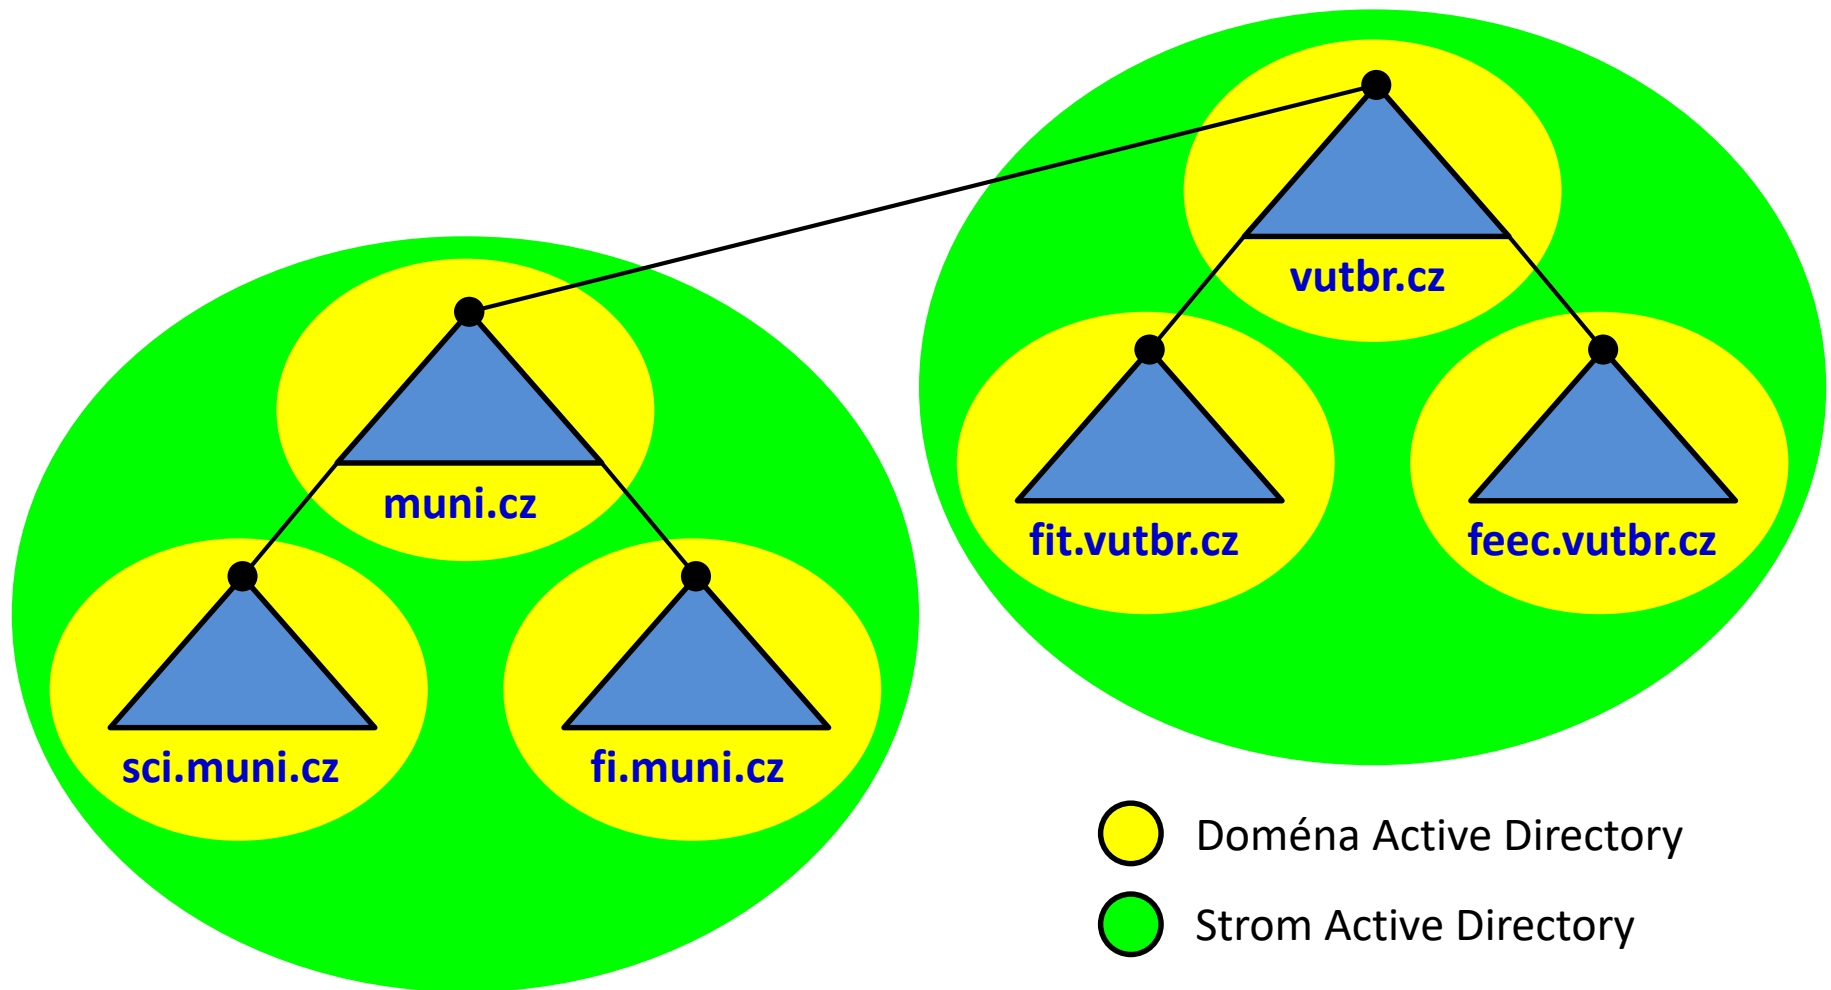 vutbr.cz
muni.cz
fit.vutbr.cz
feec.vutbr.cz
sci.muni.cz
fi.muni.cz
Doména Active Directory
Strom Active Directory